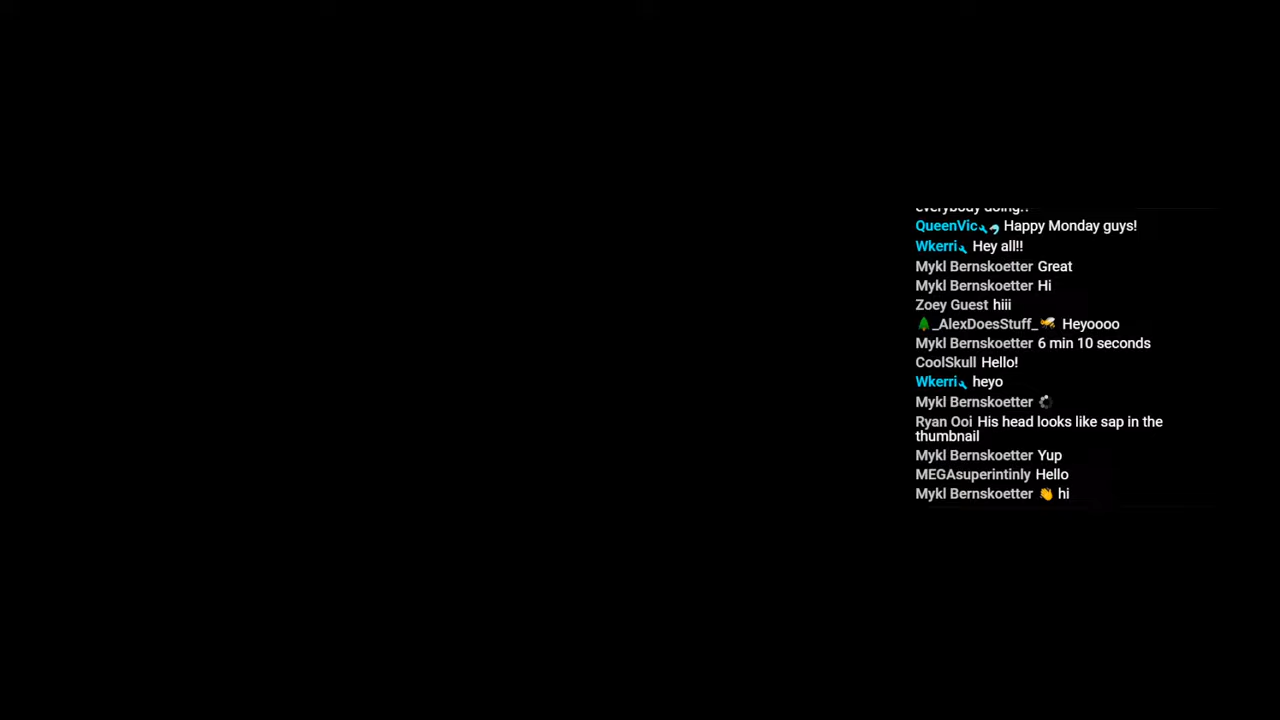 everybody doing!?
QueenVic Happy Monday guys!
Wkerri Hey all!!
Mykl Bernskoetter Great
Mykl Bernskoetter Hi
Zoey Guest hiii
_AlexDoesStuff_ Heyoooo
Mykl Bernskoetter 6 min 10 seconds
CoolSkull Hello!
Wkerri heyo
Mykl Bernskoetter
Ryan Ooi His head looks like sap in the
thumbnail
Mykl Bernskoetter Yup
MEGAsuperintinly Hello
Mykl Bernskoetter 👋 hi